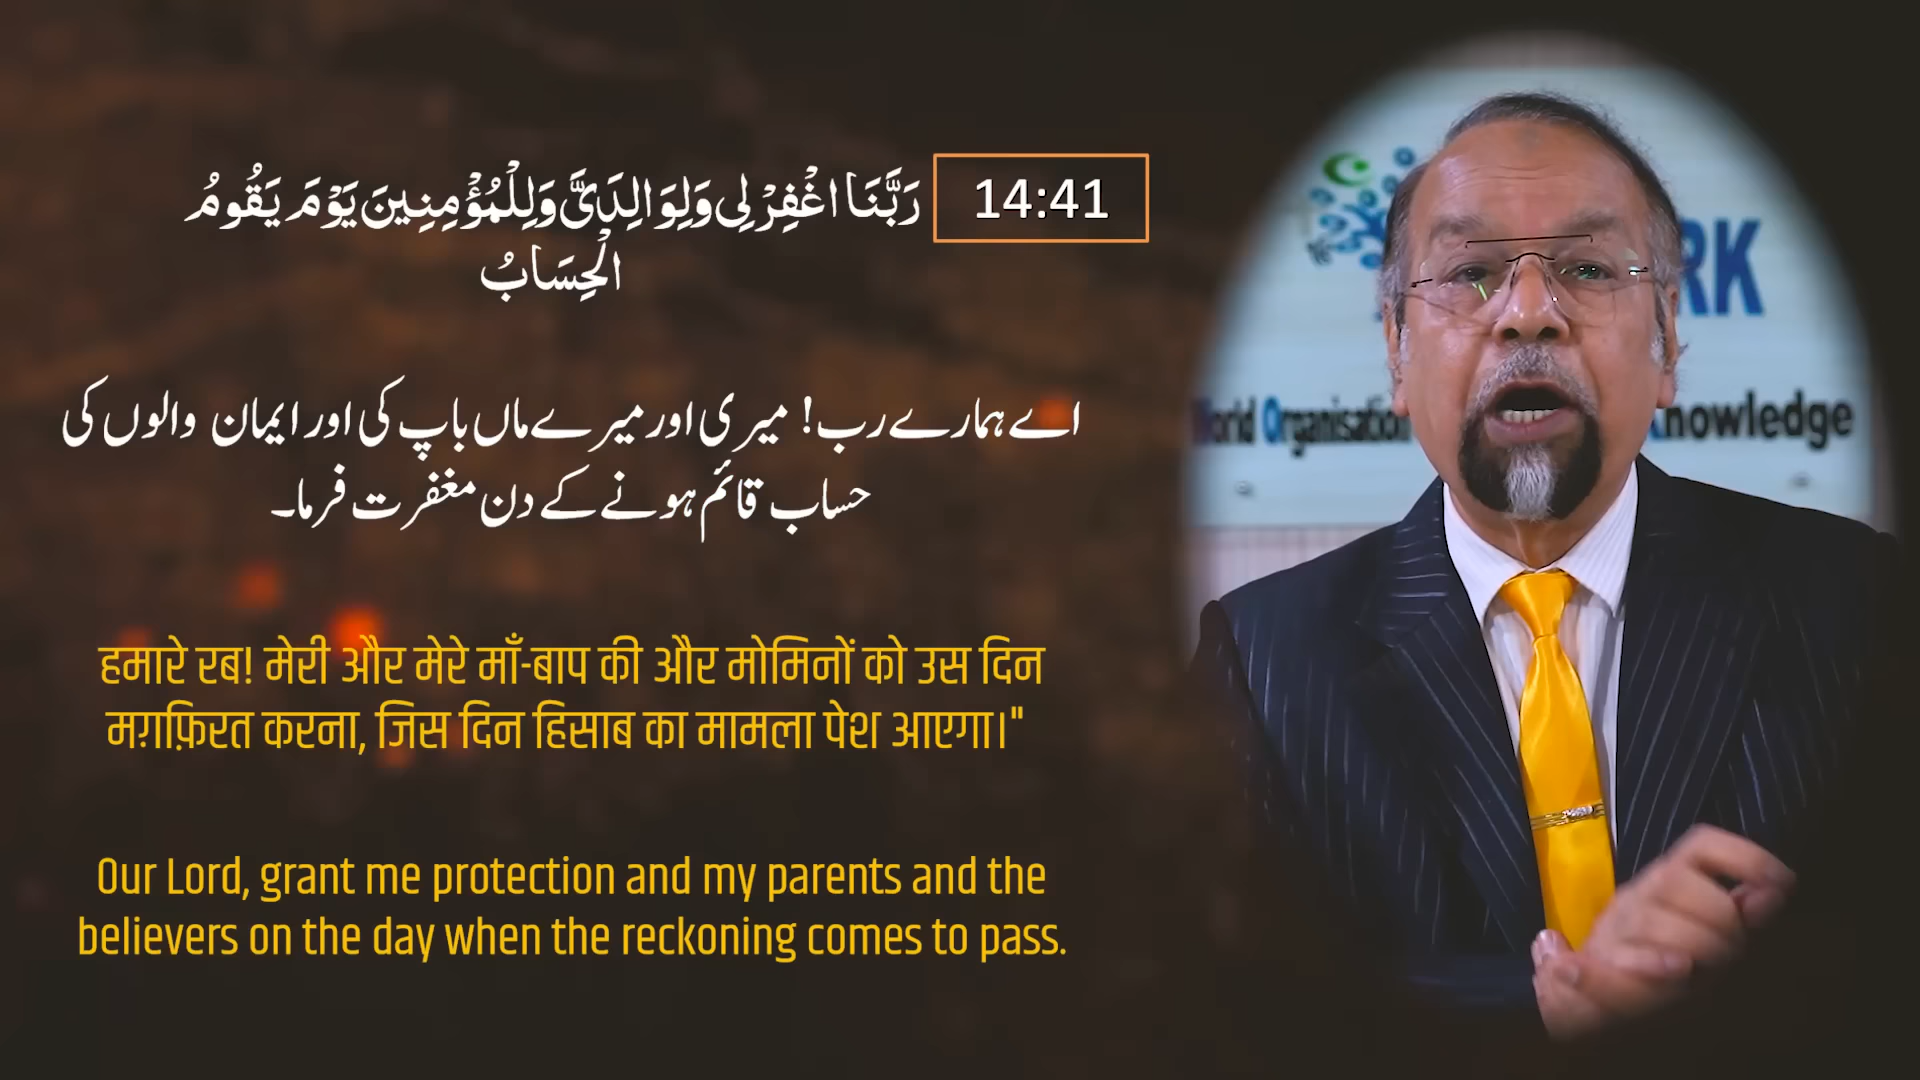 رَبَّنَا اغْفِرْ لِى وَلِوَالِدَىَّ وَلِلْمُؤْمِنِينَ يَوْمَ يَقُومُ
الْحِسَابُ
14:41
اے ہمارے رب! میری اور میرے ماں باپ کی اور ایمان والوں کی
حساب قائم ہونے کے دن مغفرت فرما۔
हमारे रब! मेरी और मेरे माँ-बाप की और मोमिनों को उस दिन
मग़फ़िरत करना, जिस दिन हिसाब का मामला पेश आएगा।"
Our Lord, grant me protection and my parents and the
believers on the day when the reckoning comes to pass.
RK
World Organisation Knowledge